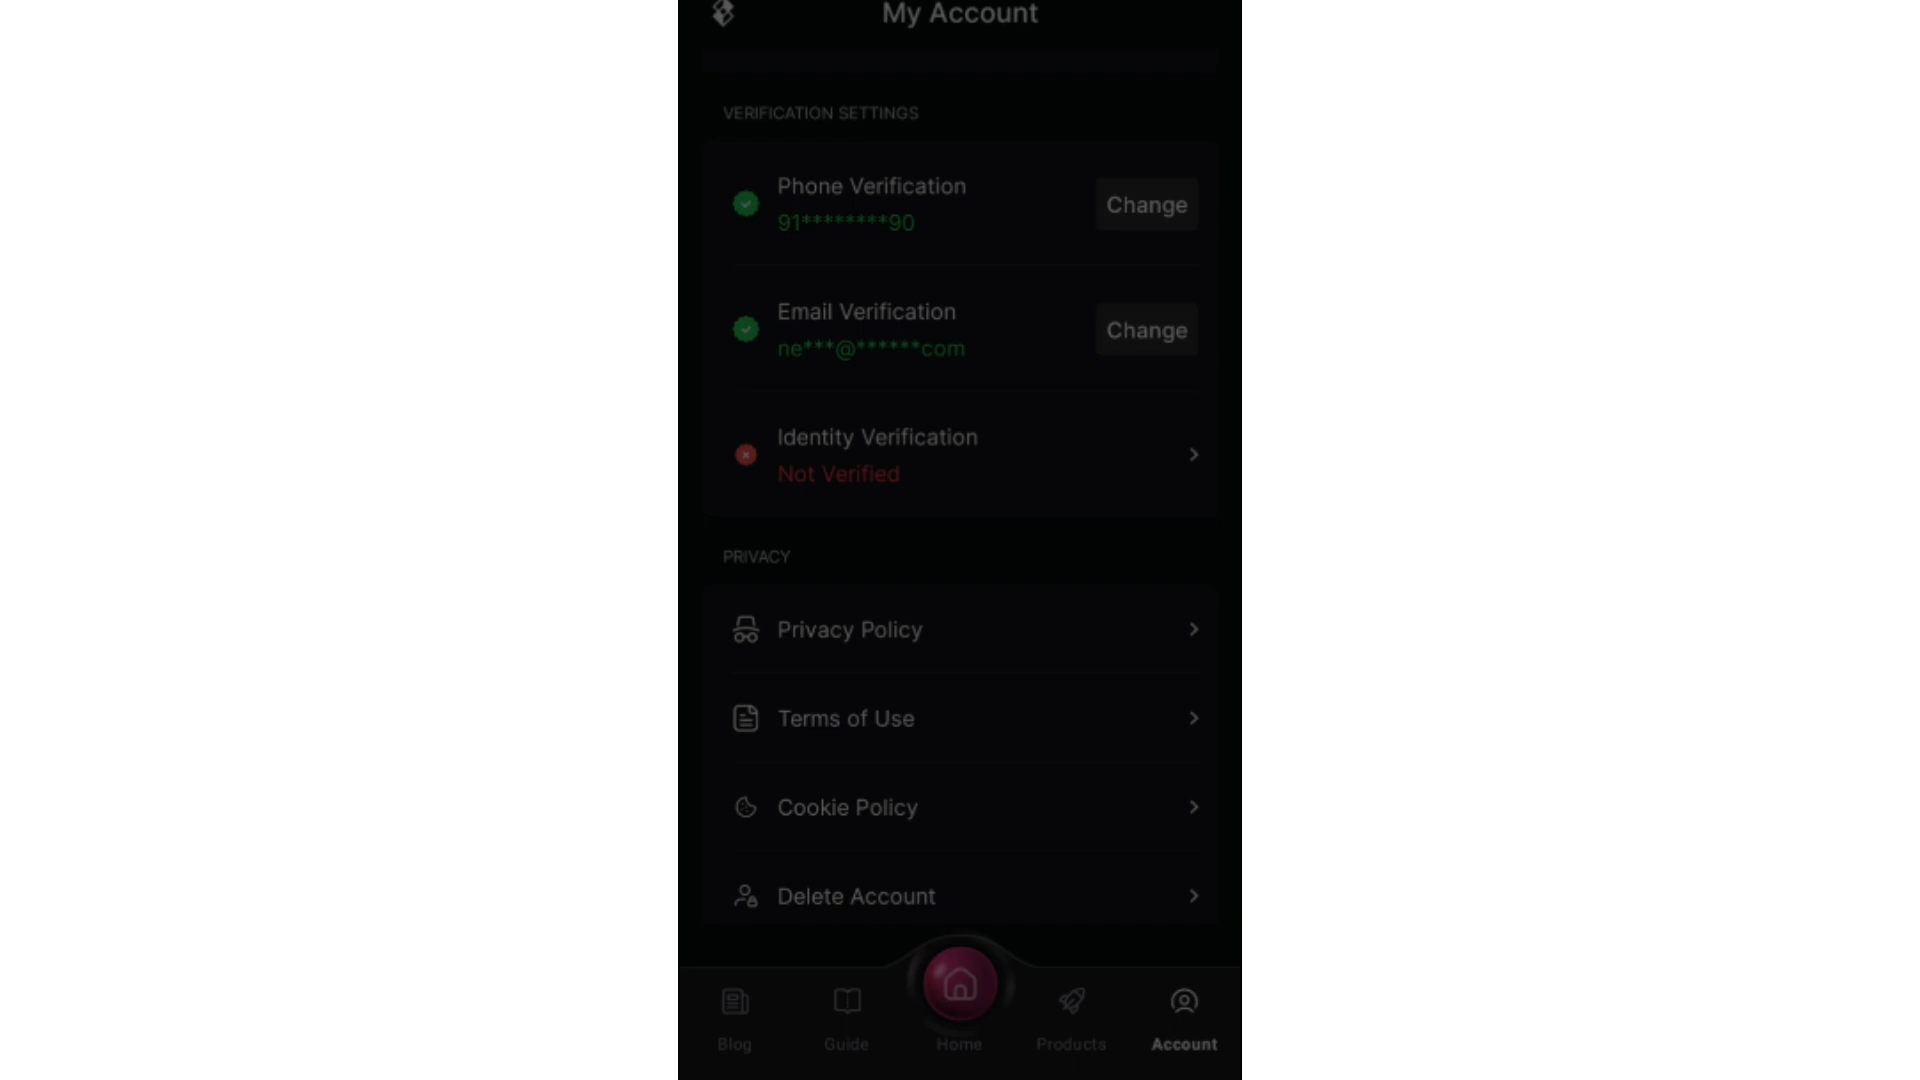 My Account
VERIFICATION SETTINGS
Phone Verification
91********90
Change
Email Verification
ne***@******com
Change
Identity Verification
Not Verified
PRIVACY
Privacy Policy
Terms of Use
Cookie Policy
Delete Account
Blog
Guide
Home
Products
Account